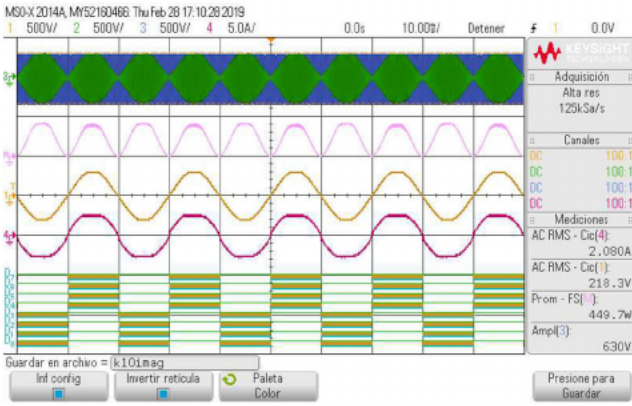 MSO-X 2014A, MY52160466: Thu Feb 28 17:10:28 2019
1 500V/ 2 500V/ 3 500V/ 4 5.0A/ 0.0s 10.00 Detener 1 0.0V
KEYSIGHT
TECHNOLOGIES
Adquisición
Alta res
125kSa/s
Canales
DC 100:1
DC 100:1
DC 100:1
DC 100:1
Mediciones
AC RMS - Cic(4):
2.080A
AC RMS - Cic(1):
218.3V
Prom - FS(M):
449.7W
Ampl(3):
630V
Guardar en archivo = k10imag
Inf config
Invertir retícula
Paleta
Color
Presione para
Guardar